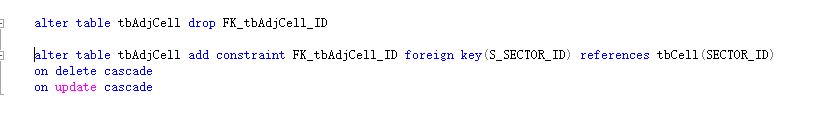 alter table tbAdjCell drop FK_tbAdjCell_ID
alter table tbAdjCell add constraint FK_tbAdjCell_ID foreign key(S_SECTOR_ID) references tbCell(SECTOR_ID)
on delete cascade
on update cascade